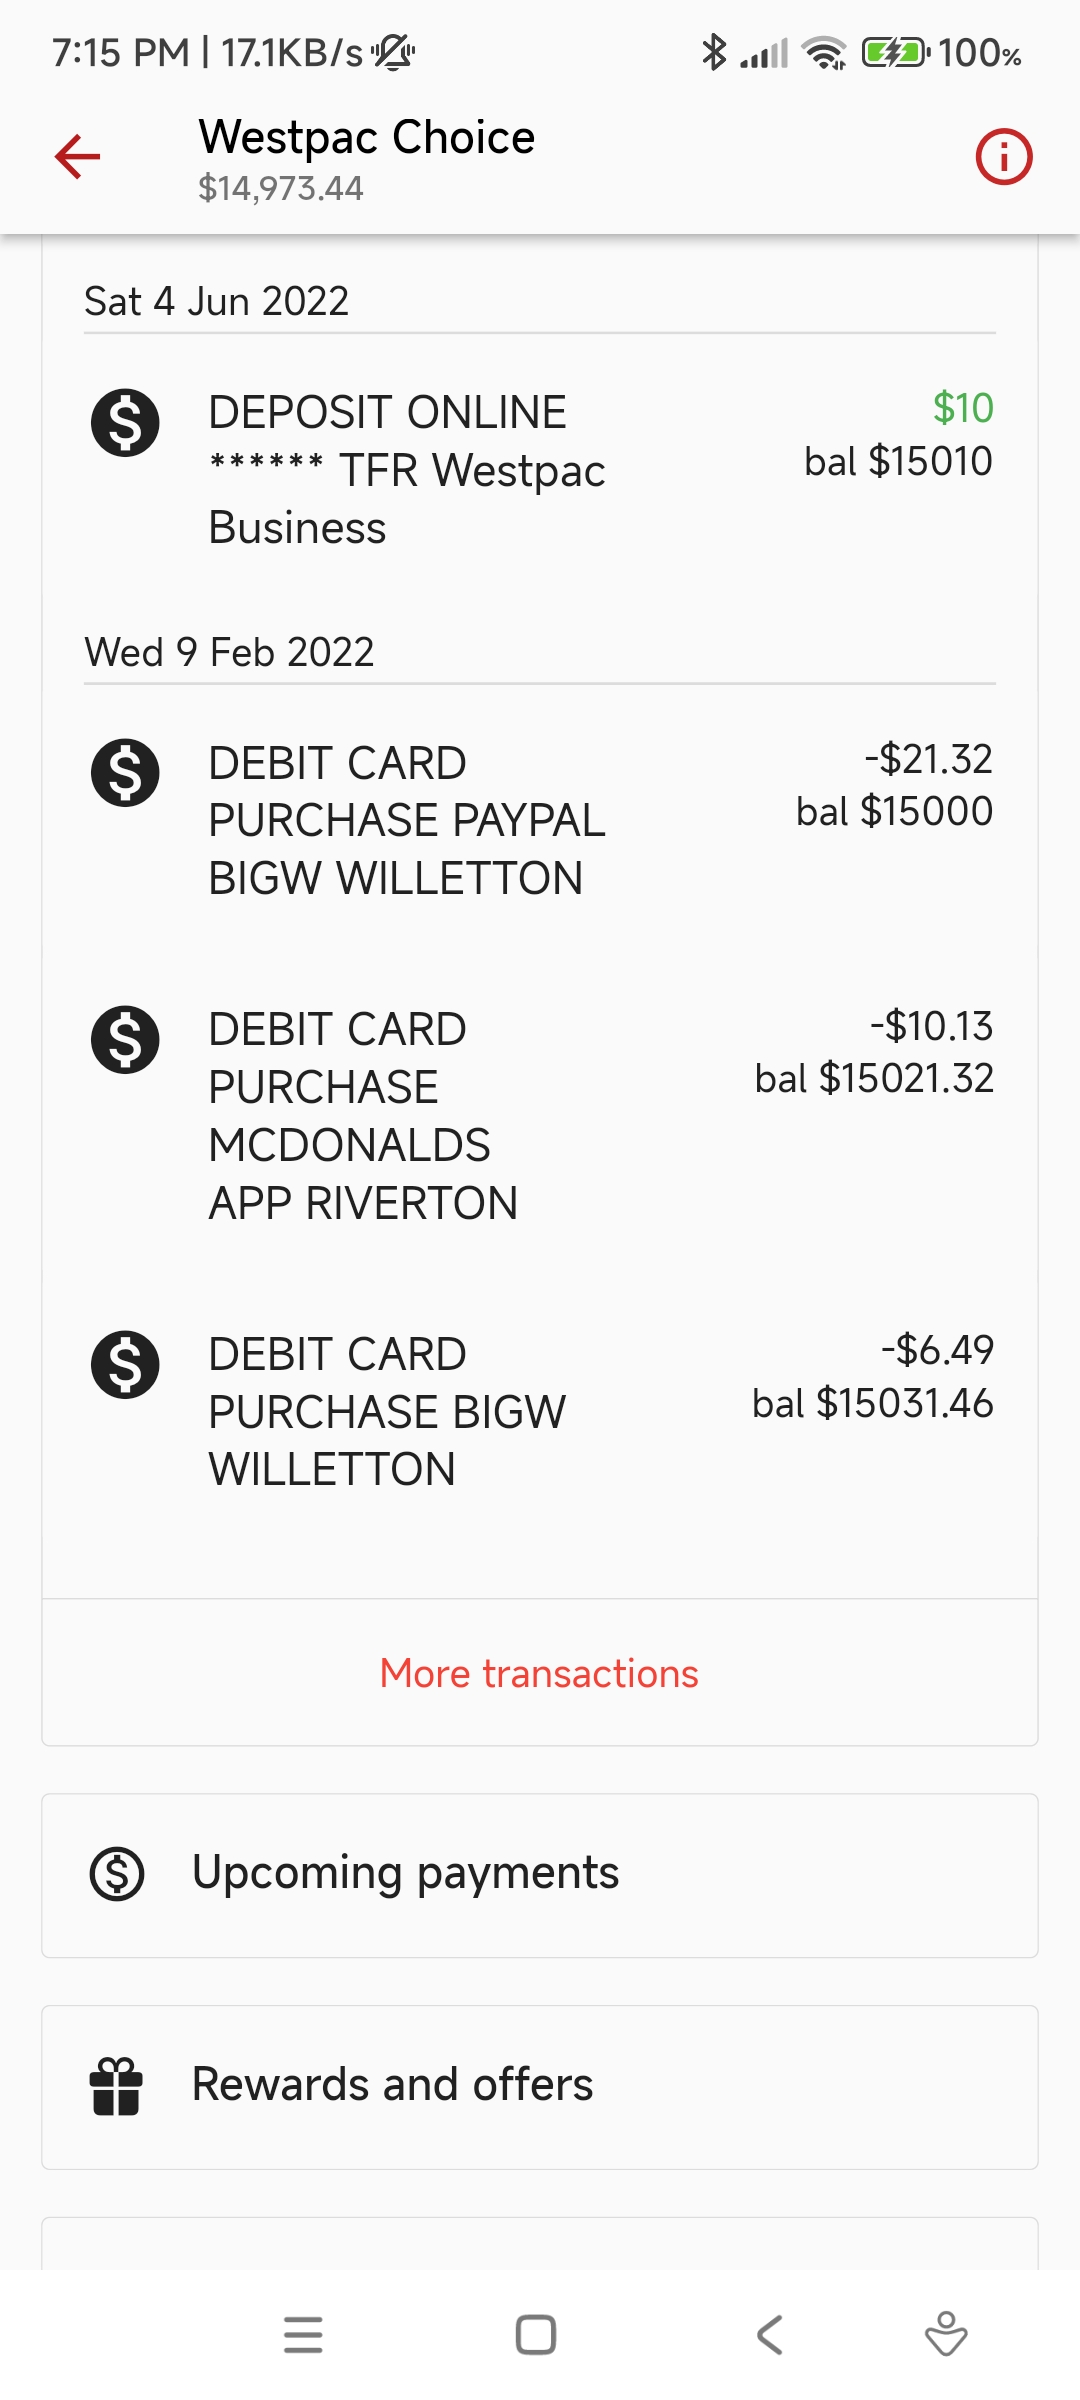 7:15 PM | 17.1KB/s 100%
Westpac Choice
$14,973.44
Sat 4 Jun 2022
DEPOSIT ONLINE $10
****** TFR Westpac bal $15010
Business
Wed 9 Feb 2022
DEBIT CARD -$21.32
PURCHASE PAYPAL bal $15000
BIGW WILLETTON
DEBIT CARD -$10.13
PURCHASE bal $15021.32
MCDONALDS
APP RIVERTON
DEBIT CARD -$6.49
PURCHASE BIGW bal $15031.46
WILLETTON
More transactions
Upcoming payments
Rewards and offers